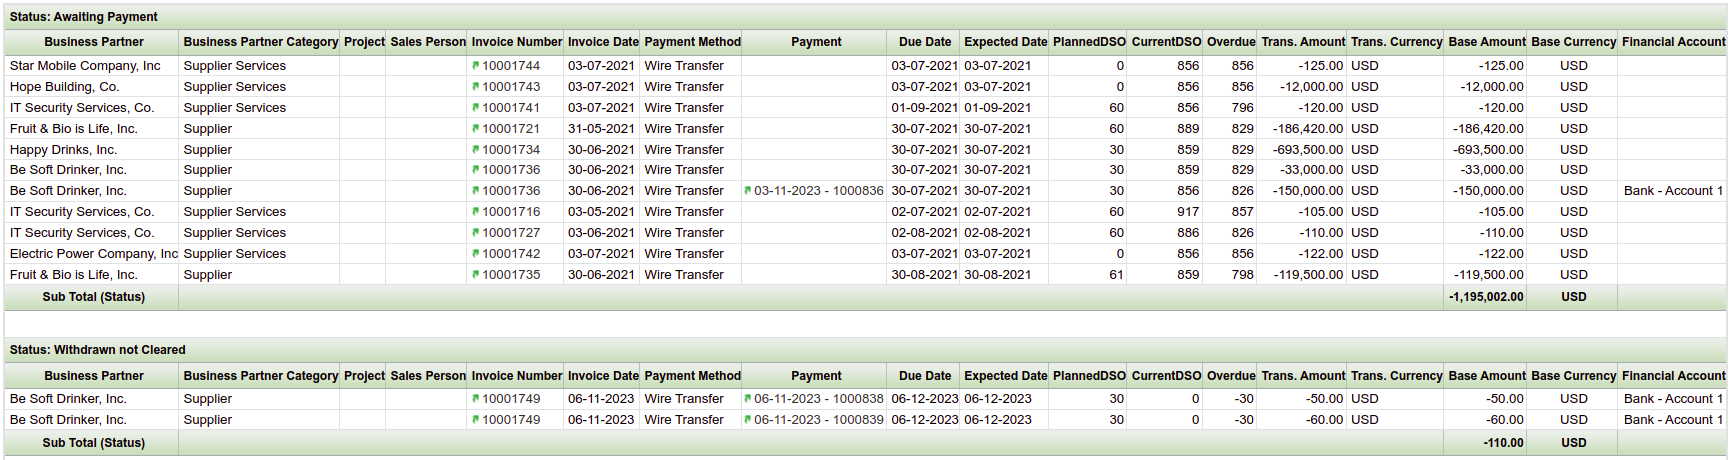 Status: Awaiting Payment
Business Partner Business Partner Category Project Sales Person Invoice Number Invoice Date Payment Method Payment Due Date Expected Date PlannedDSO CurrentDSO Overdue Trans. Amount Trans. Currency Base Amount Base Currency Financial Account
Star Mobile Company, Inc Supplier Services 10001744 03-07-2021 Wire Transfer 03-07-2021 03-07-2021 0 856 856 -125.00 USD -125.00 USD
Hope Building, Co. Supplier Services 10001743 03-07-2021 Wire Transfer 03-07-2021 03-07-2021 0 856 856 -12,000.00 USD -12,000.00 USD
IT Security Services, Co. Supplier Services 10001741 03-07-2021 Wire Transfer 01-09-2021 01-09-2021 60 856 796 -120.00 USD -120.00 USD
Fruit & Bio is Life, Inc. Supplier 10001721 31-05-2021 Wire Transfer 30-07-2021 30-07-2021 60 889 829 -186,420.00 USD -186,420.00 USD
Happy Drinks, Inc. Supplier 10001734 30-06-2021 Wire Transfer 30-07-2021 30-07-2021 30 859 829 -693,500.00 USD -693,500.00 USD
Be Soft Drinker, Inc. Supplier 10001736 30-06-2021 Wire Transfer 30-07-2021 30-07-2021 30 859 829 -33,000.00 USD -33,000.00 USD
Be Soft Drinker, Inc. Supplier 10001736 30-06-2021 Wire Transfer 03-11-2023 - 1000836 30-07-2021 30-07-2021 30 856 826 -150,000.00 USD -150,000.00 USD Bank - Account 1
IT Security Services, Co. Supplier Services 10001716 03-05-2021 Wire Transfer 02-07-2021 02-07-2021 60 917 857 -105.00 USD -105.00 USD
IT Security Services, Co. Supplier Services 10001727 03-06-2021 Wire Transfer 02-08-2021 02-08-2021 60 886 826 -110.00 USD -110.00 USD
Electric Power Company, Inc Supplier Services 10001742 03-07-2021 Wire Transfer 03-07-2021 03-07-2021 0 856 856 -122.00 USD -122.00 USD
Fruit & Bio is Life, Inc. Supplier 10001735 30-06-2021 Wire Transfer 30-08-2021 30-08-2021 61 859 798 -119,500.00 USD -119,500.00 USD
Sub Total (Status) -1,195,002.00 USD
Status: Withdrawn not Cleared
Business Partner Business Partner Category Project Sales Person Invoice Number Invoice Date Payment Method Payment Due Date Expected Date PlannedDSO CurrentDSO Overdue Trans. Amount Trans. Currency Base Amount Base Currency Financial Account
Be Soft Drinker, Inc. Supplier 10001749 06-11-2023 Wire Transfer 06-11-2023 - 1000838 06-12-2023 06-12-2023 30 0 -30 -50.00 USD -50.00 USD Bank - Account 1
Be Soft Drinker, Inc. Supplier 10001749 06-11-2023 Wire Transfer 06-11-2023 - 1000839 06-12-2023 06-12-2023 30 0 -30 -60.00 USD -60.00 USD Bank - Account 1
Sub Total (Status) -110.00 USD